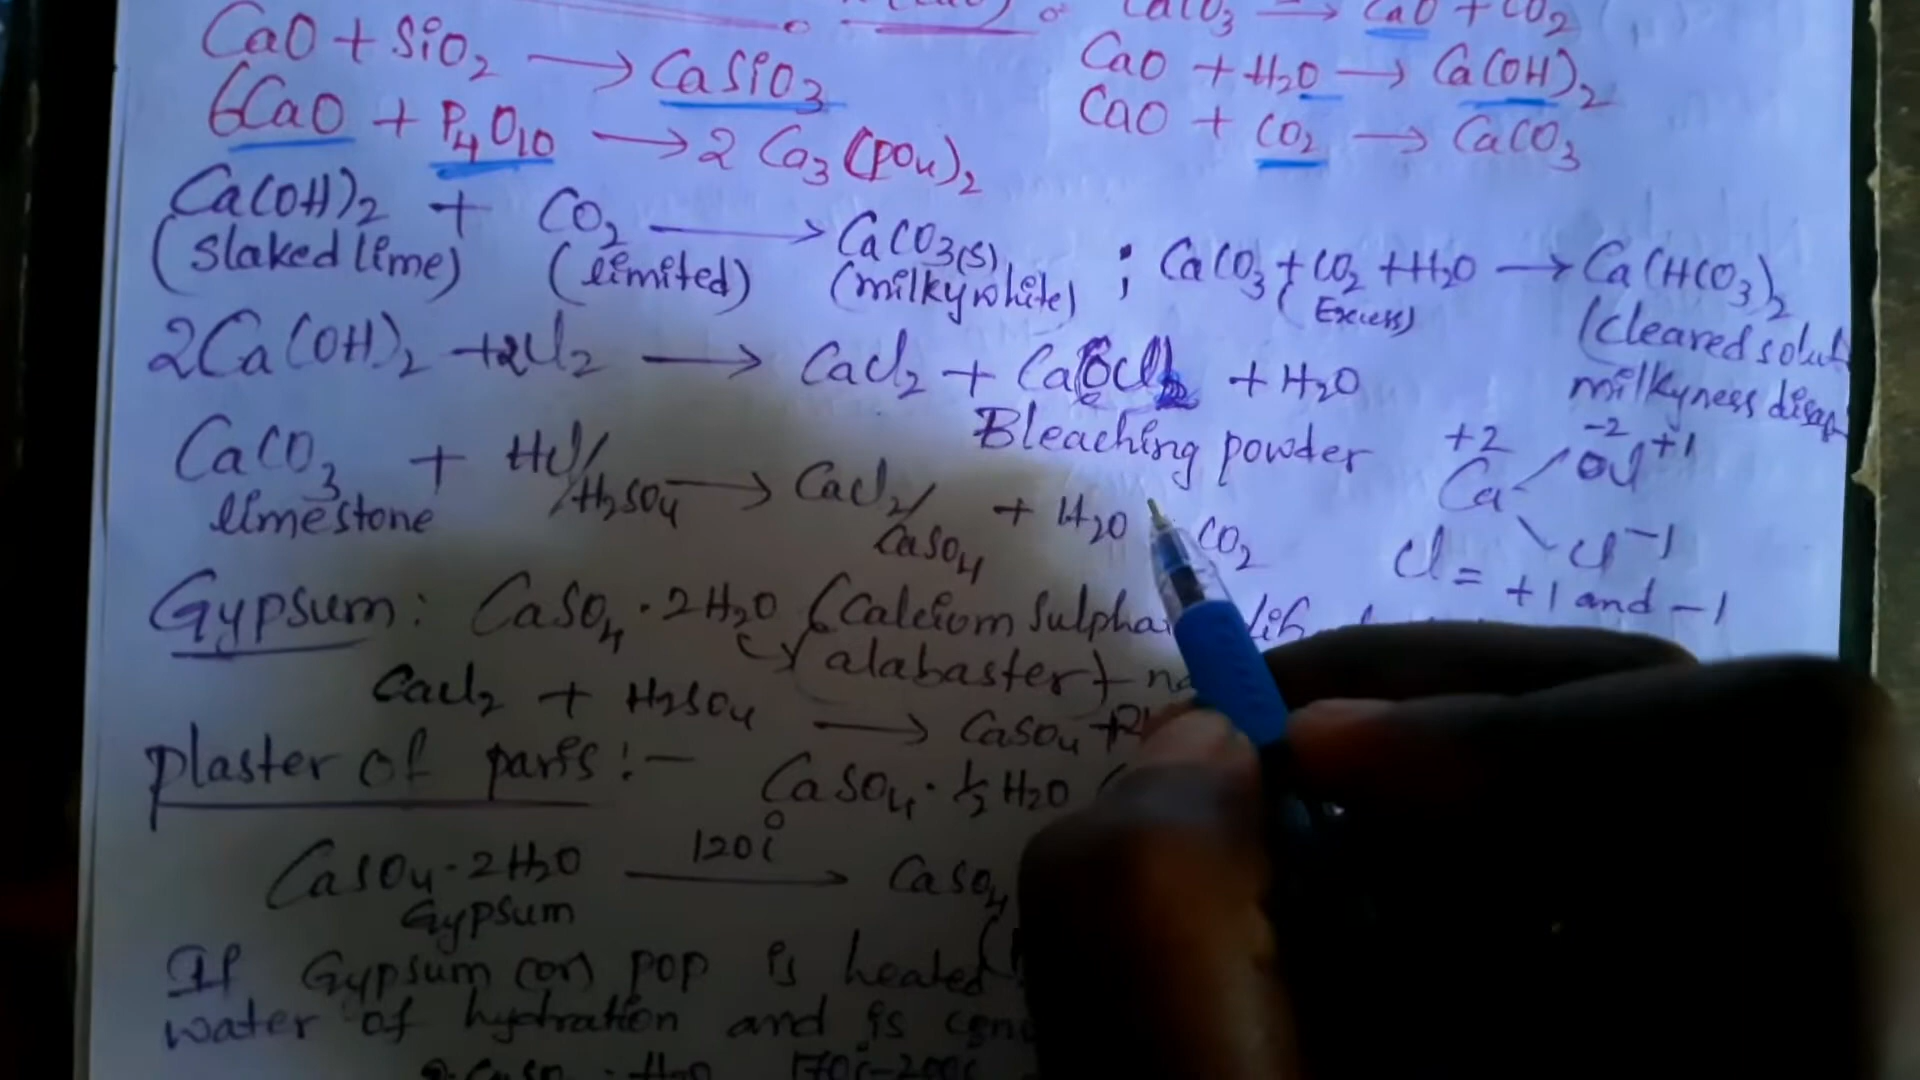 CaCO3 → CaO + CO2
CaO + SiO2 → CaSiO3
CaO + H2O → Ca(OH)2
6CaO + P4O10 → 2 Ca3(PO4)2
CaO + CO2 → CaCO3
Ca(OH)2 + CO2 → CaCO3(s) ; CaCO3 + CO2 + H2O → Ca(HCO3)2
(slaked lime) (limited) (milky white) (Excess) (cleared solut
milkyness disap
2Ca(OH)2 + 2Cl2 → CaCl2 + CaOCl2 + H2O
Bleaching powder
+2 Ca -2 OCl +1
Cl -1
Cl = +1 and -1
CaCO3 + HCl/H2SO4 → CaCl2/CaSO4 + H2O CO2
limestone
Gypsum: CaSO4·2H2O (Calcium Sulpha
(alabaster)
CaCl2 + H2SO4 → CaSO4 +
plaster of paris :- CaSO4·½H2O (
CaSO4·2H2O 120°C → CaSO4
Gypsum
If Gypsum (or) pop is heated
water of hydration and is